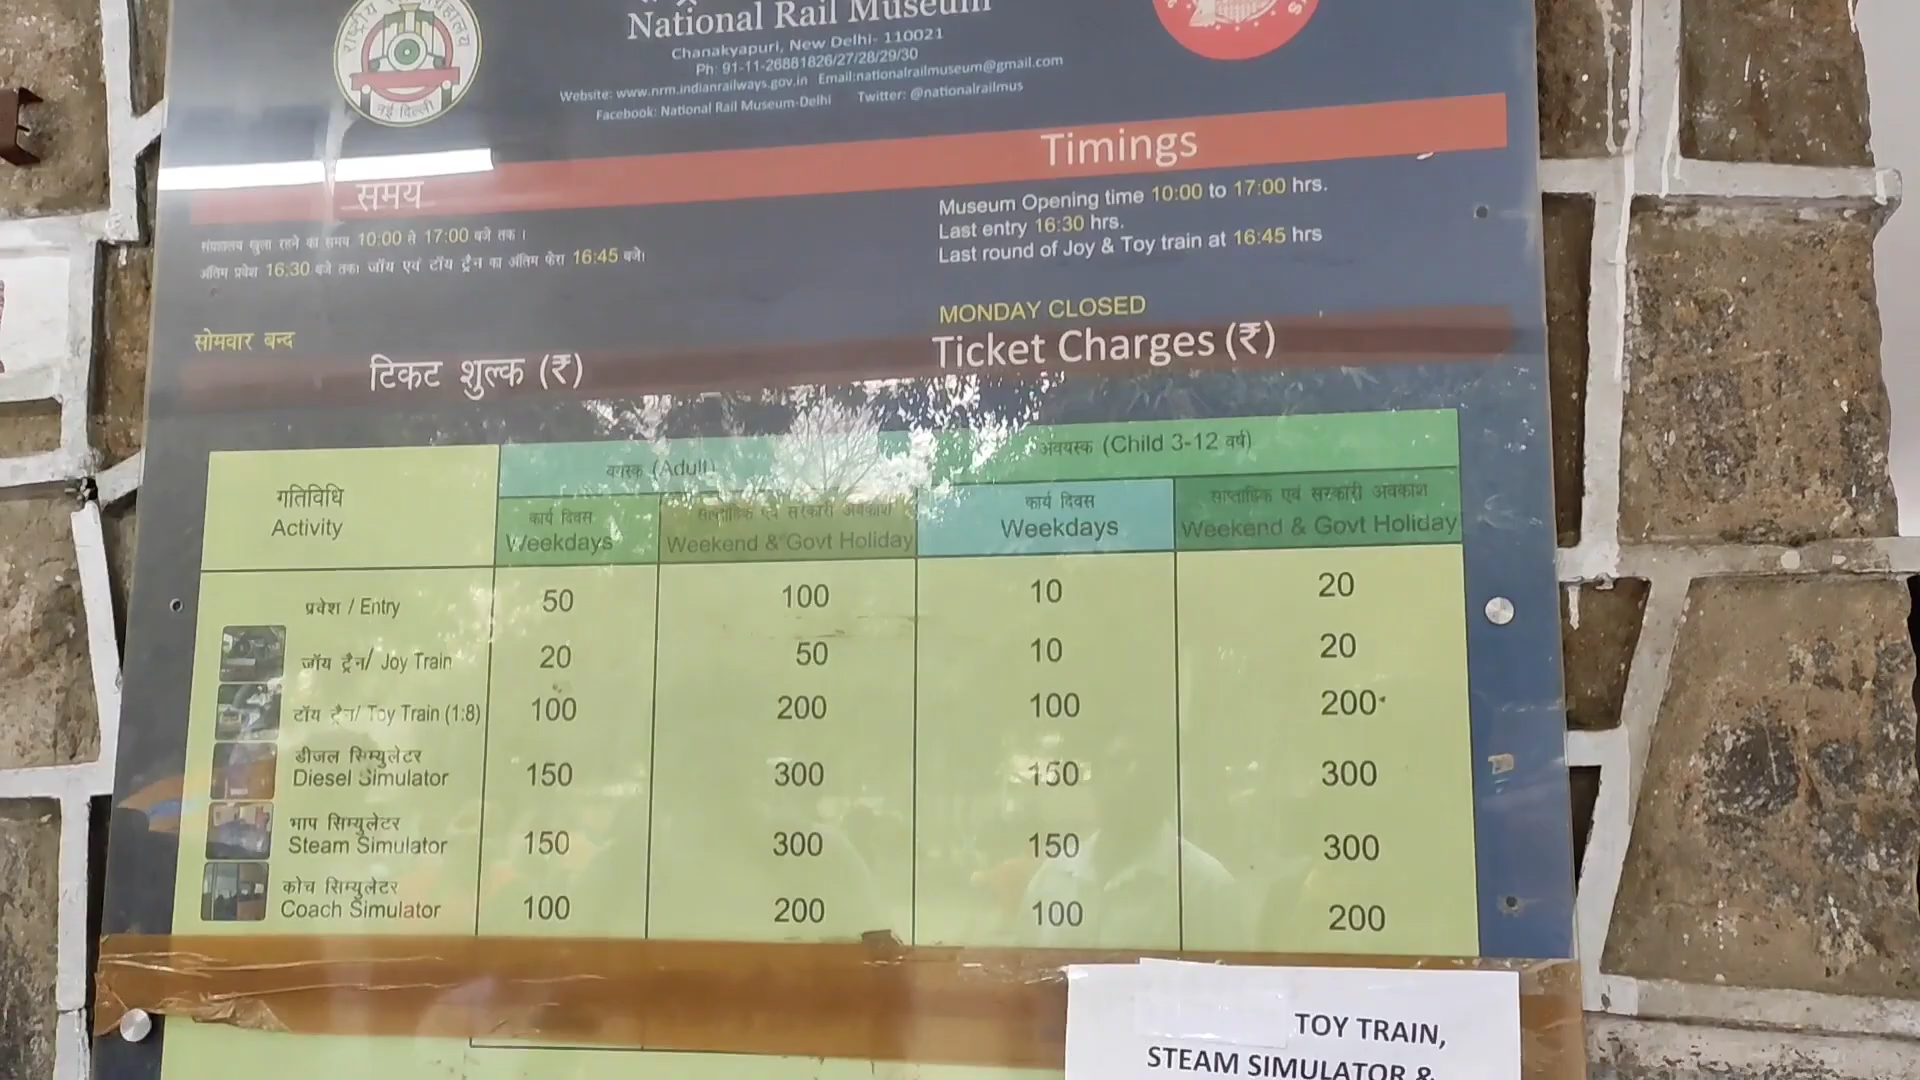 National Rail Museum
Chanakyapuri, New Delhi- 110021
Ph: 91-11-26881826/27/28/29/30
Website: www.nrm.indianrailways.gov.in Email:nationalrailmuseum@gmail.com
Facebook: National Rail Museum-Delhi Twitter: @nationalrailmus
नई दिल्ली
समय
Timings
संग्रहालय खुला रहने का समय 10:00 से 17:00 बजे तक ।
अंतिम प्रवेश 16:30 बजे तक। जॉय एवं टॉय ट्रैन का अंतिम फेरा 16:45 बजे।
Museum Opening time 10:00 to 17:00 hrs.
Last entry 16:30 hrs.
Last round of Joy & Toy train at 16:45 hrs
सोमवार बन्द
MONDAY CLOSED
टिकट शुल्क (₹)
Ticket Charges (₹)
गतिविधि
Activity
वयस्क (Adult)
अवयस्क (Child 3-12 वर्ष)
कार्य दिवस
Weekdays
साप्ताहिक एवं सरकारी अवकाश
Weekend & Govt Holiday
कार्य दिवस
Weekdays
साप्ताहिक एवं सरकारी अवकाश
Weekend & Govt Holiday
प्रवेश / Entry 50 100 10 20
जॉय ट्रैन/ Joy Train 20 50 10 20
टॉय ट्रैन/ Toy Train (1:8) 100 200 100 200
डीजल सिम्युलेटर
Diesel Simulator 150 300 150 300
भाप सिम्युलेटर
Steam Simulator 150 300 150 300
कोच सिम्युलेटर
Coach Simulator 100 200 100 200
TOY TRAIN,
STEAM SIMULATOR &